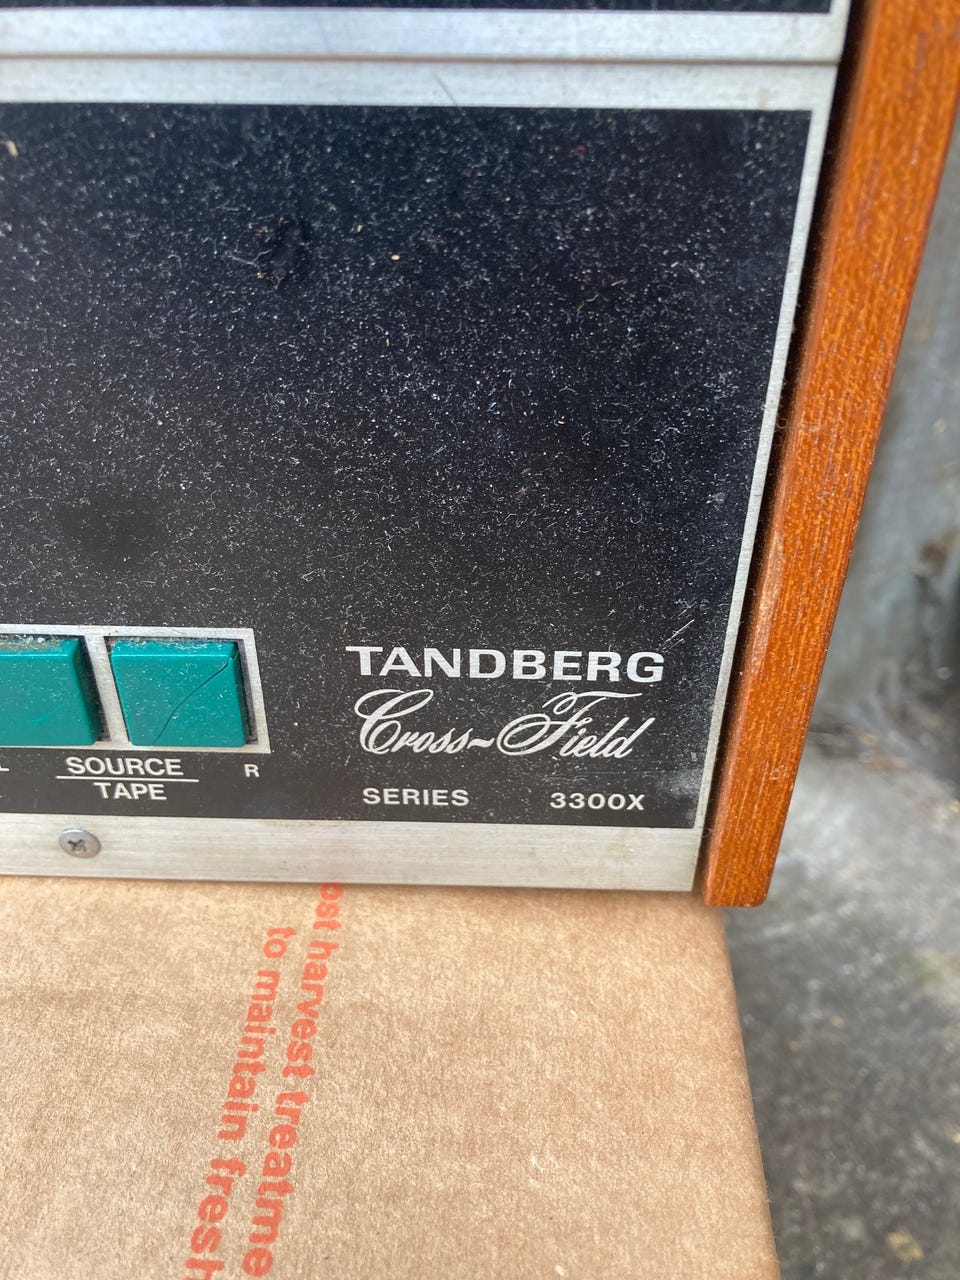 TANDBERG
Cross-Field
SERIES 3300X
L SOURCE R
TAPE
harvest treatme
to maintain fresh